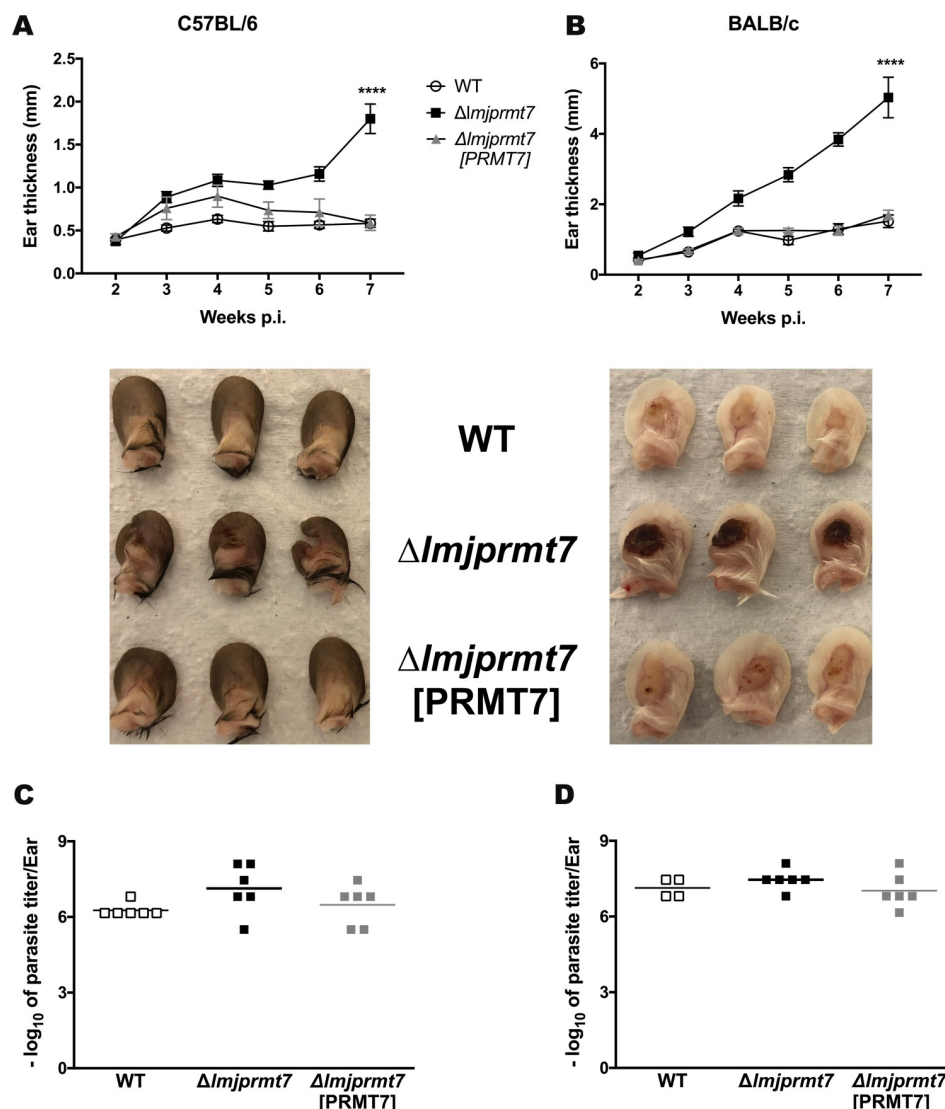 A
C57BL/6
Ear thickness (mm)
2.5
2.0
1.5
1.0
0.5
0.0
****
2 3 4 5 6 7
Weeks p.i.
WT
Δlmjprmt7
Δlmjprmt7
[PRMT7]
B
BALB/c
Ear thickness (mm)
6
4
2
0
****
2 3 4 5 6 7
Weeks p.i.
WT
Δlmjprmt7
Δlmjprmt7
[PRMT7]
C
- log10 of parasite titer/Ear
9
6
3
0
WT Δlmjprmt7 Δlmjprmt7
[PRMT7]
D
- log10 of parasite titer/Ear
9
6
3
0
WT Δlmjprmt7 Δlmjprmt7
[PRMT7]